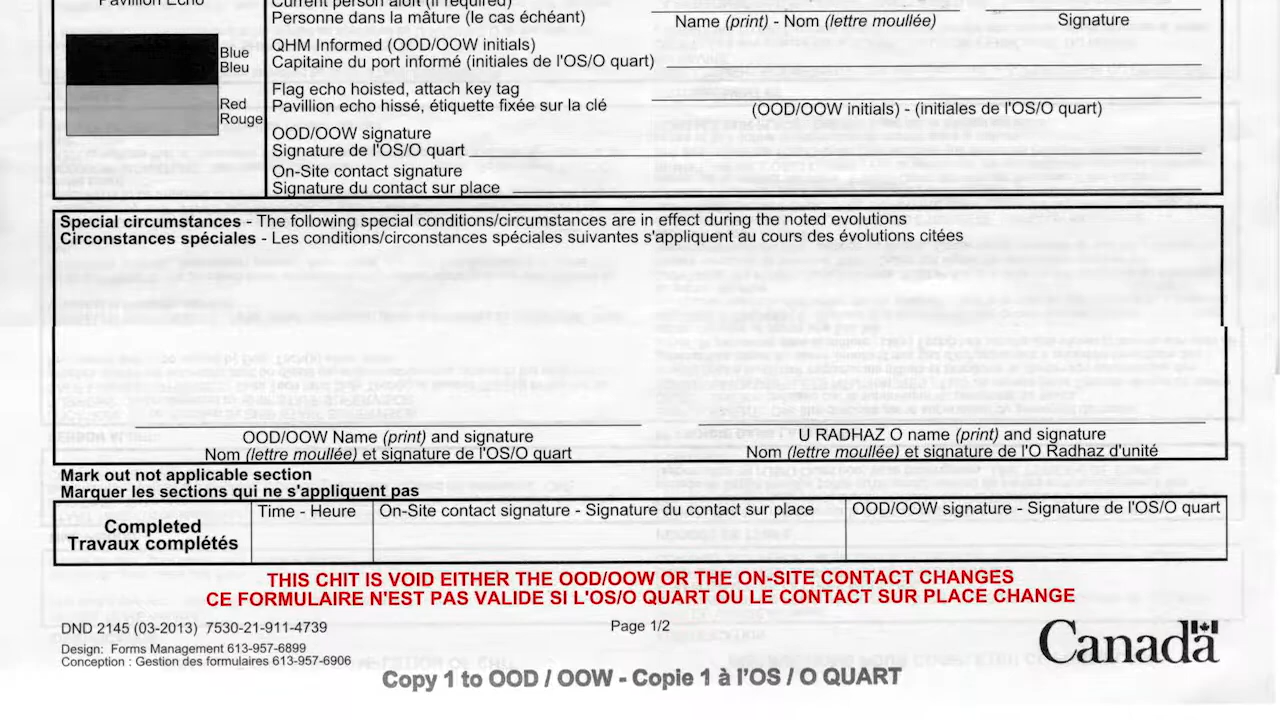 Pavillon Echo
Current person aloft (if required)
Personne dans la mâture (le cas échéant)
Name (print) - Nom (lettre moullée)
Signature
Blue
Bleu
QHM Informed (OOD/OOW initials)
Capitaine du port informé (initiales de l'OS/O quart)
Red
Rouge
Flag echo hoisted, attach key tag
Pavillion echo hissé, étiquette fixée sur la clé
(OOD/OOW initials) - (initiales de l'OS/O quart)
OOD/OOW signature
Signature de l'OS/O quart
On-Site contact signature
Signature du contact sur place
Special circumstances - The following special conditions/circumstances are in effect during the noted evolutions
Circonstances spéciales - Les conditions/circonstances spéciales suivantes s'appliquent au cours des évolutions citées
OOD/OOW Name (print) and signature
Nom (lettre moullée) et signature de l'OS/O quart
U RADHAZ O name (print) and signature
Nom (lettre moullée) et signature de l'O Radhaz d'unité
Mark out not applicable section
Marquer les sections qui ne s'appliquent pas
Completed
Travaux complétés
Time - Heure
On-Site contact signature - Signature du contact sur place
OOD/OOW signature - Signature de l'OS/O quart
THIS CHIT IS VOID EITHER THE OOD/OOW OR THE ON-SITE CONTACT CHANGES
CE FORMULAIRE N'EST PAS VALIDE SI L'OS/O QUART OU LE CONTACT SUR PLACE CHANGE
DND 2145 (03-2013) 7530-21-911-4739
Page 1/2
Design: Forms Management 613-957-6899
Conception : Gestion des formulaires 613-957-6906
Canada
Copy 1 to OOD / OOW - Copie 1 à l'OS / O QUART